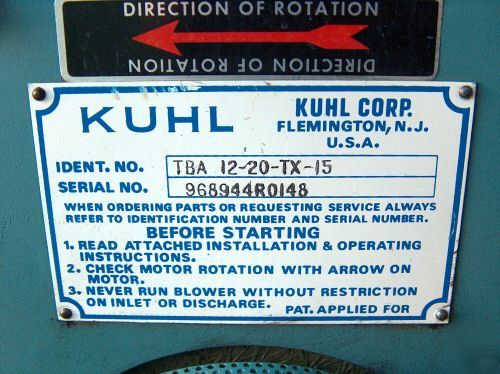 DIRECTION OF ROTATION
DIRECTION OF ROTATION
KUHL
KUHL CORP.
FLEMINGTON, N.J.
U.S.A.
IDENT. NO. TBA 12-20-TX-15
SERIAL NO. 968944R0148
WHEN ORDERING PARTS OR REQUESTING SERVICE ALWAYS
REFER TO IDENTIFICATION NUMBER AND SERIAL NUMBER.
BEFORE STARTING
1. READ ATTACHED INSTALLATION & OPERATING
INSTRUCTIONS.
2. CHECK MOTOR ROTATION WITH ARROW ON
MOTOR.
3. NEVER RUN BLOWER WITHOUT RESTRICTION
ON INLET OR DISCHARGE. PAT. APPLIED FOR